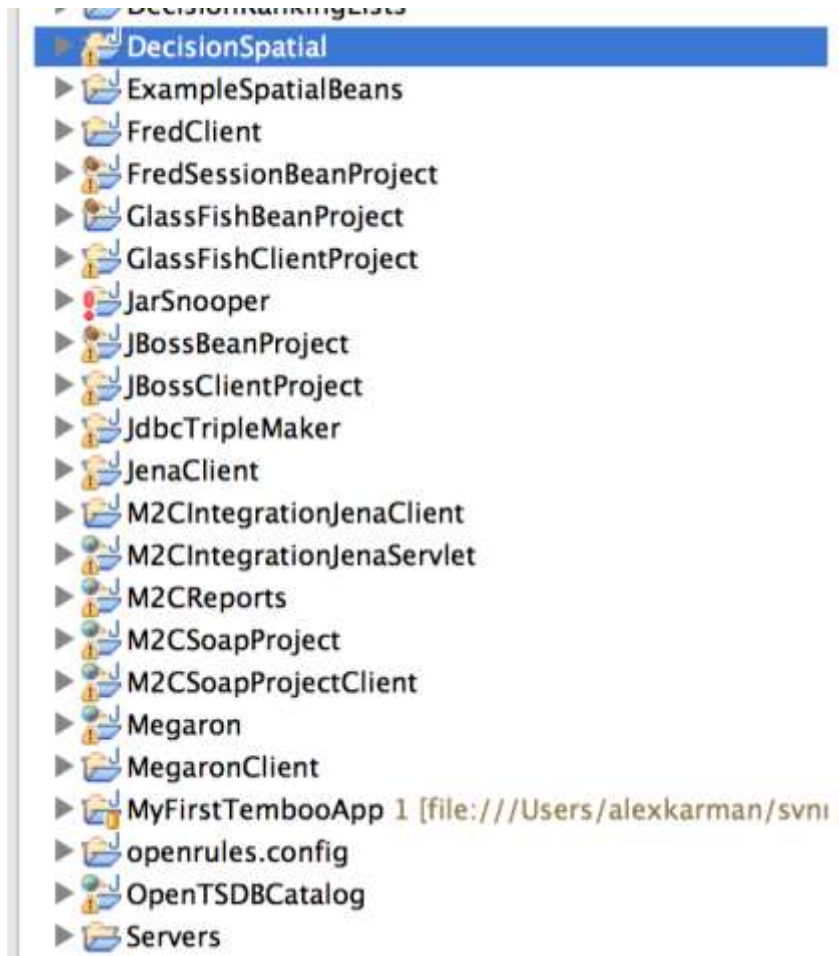 DecisionRankingLists
DecisionSpatial
ExampleSpatialBeans
FredClient
FredSessionBeanProject
GlassFishBeanProject
GlassFishClientProject
JarSnooper
JBossBeanProject
JBossClientProject
JdbcTripleMaker
JenaClient
M2CIntegrationJenaClient
M2CIntegrationJenaServlet
M2CReports
M2CSoapProject
M2CSoapProjectClient
Megaron
MegaronClient
MyFirstTembooApp 1 [file:///Users/alexkarman/svn
openrules.config
OpenTSDBCatalog
Servers